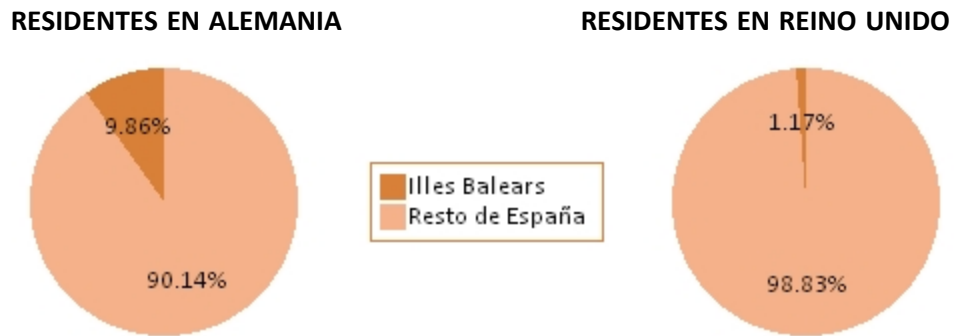 RESIDENTES EN ALEMANIA
RESIDENTES EN REINO UNIDO
9.86%
90.14%
Illes Balears
Resto de España
1.17%
98.83%